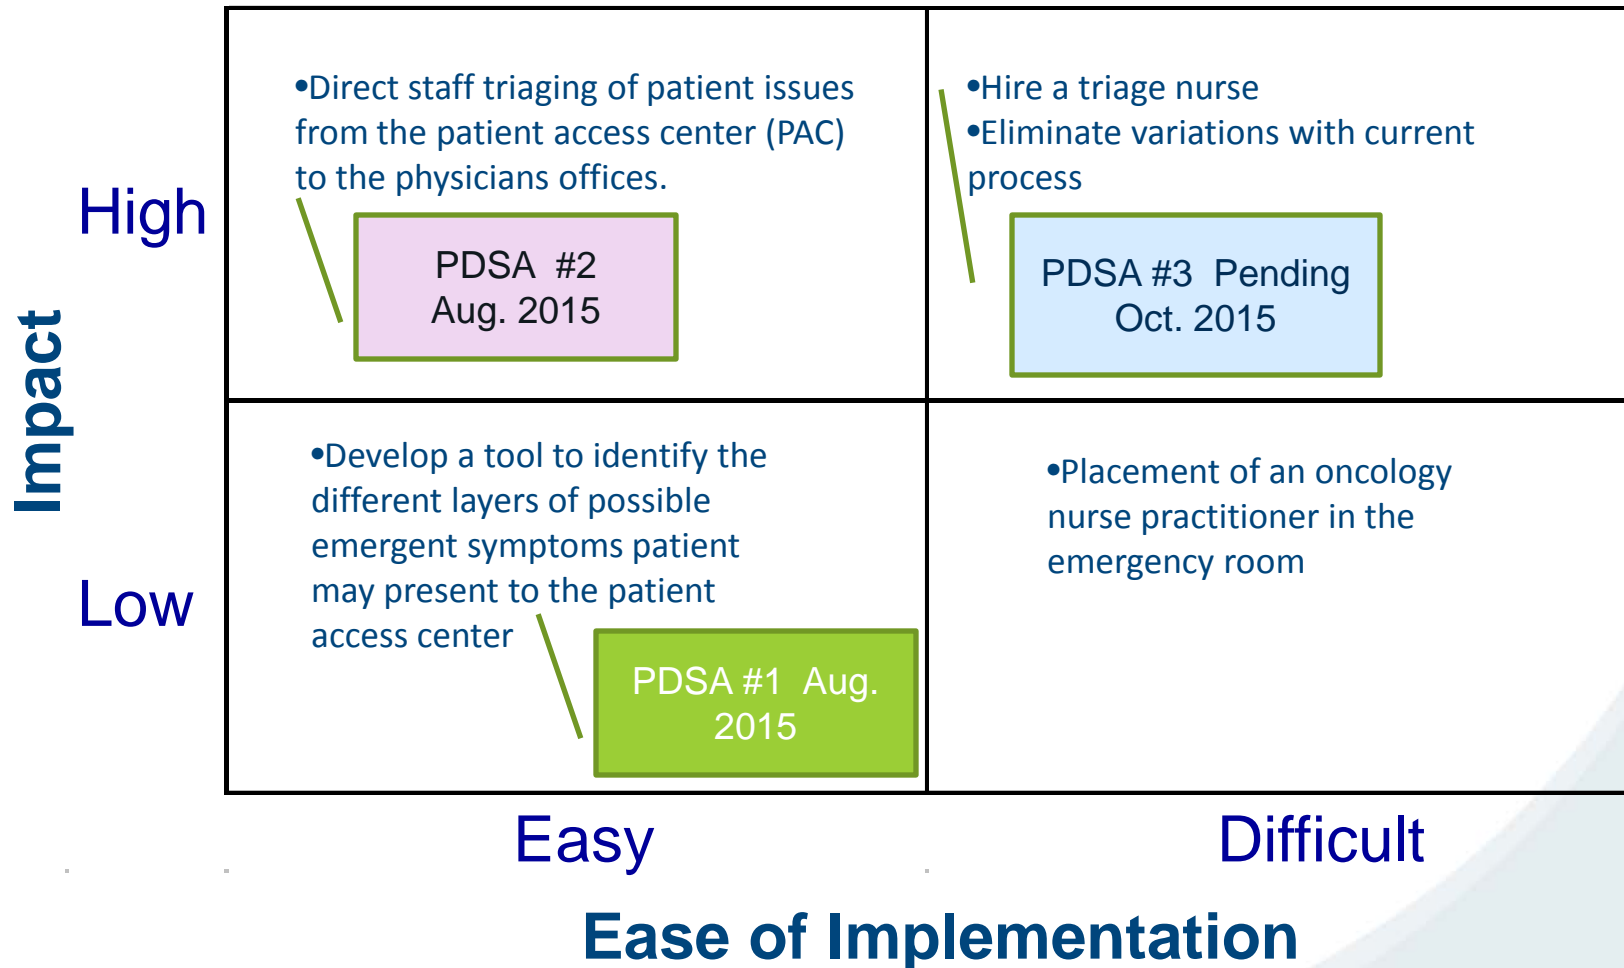 •Direct staff triaging of patient issues
from the patient access center (PAC)
to the physicians offices.
PDSA  #2
Aug. 2015
•Hire a triage nurse
•Eliminate variations with current
process
PDSA #3  Pending
Oct. 2015
High
Impact
•Develop a tool to identify the
different layers of possible
emergent symptoms patient
may present to the patient
access center
PDSA #1  Aug.
2015
•Placement of an oncology
nurse practitioner in the
emergency room
Low
Easy
Difficult
Ease of Implementation